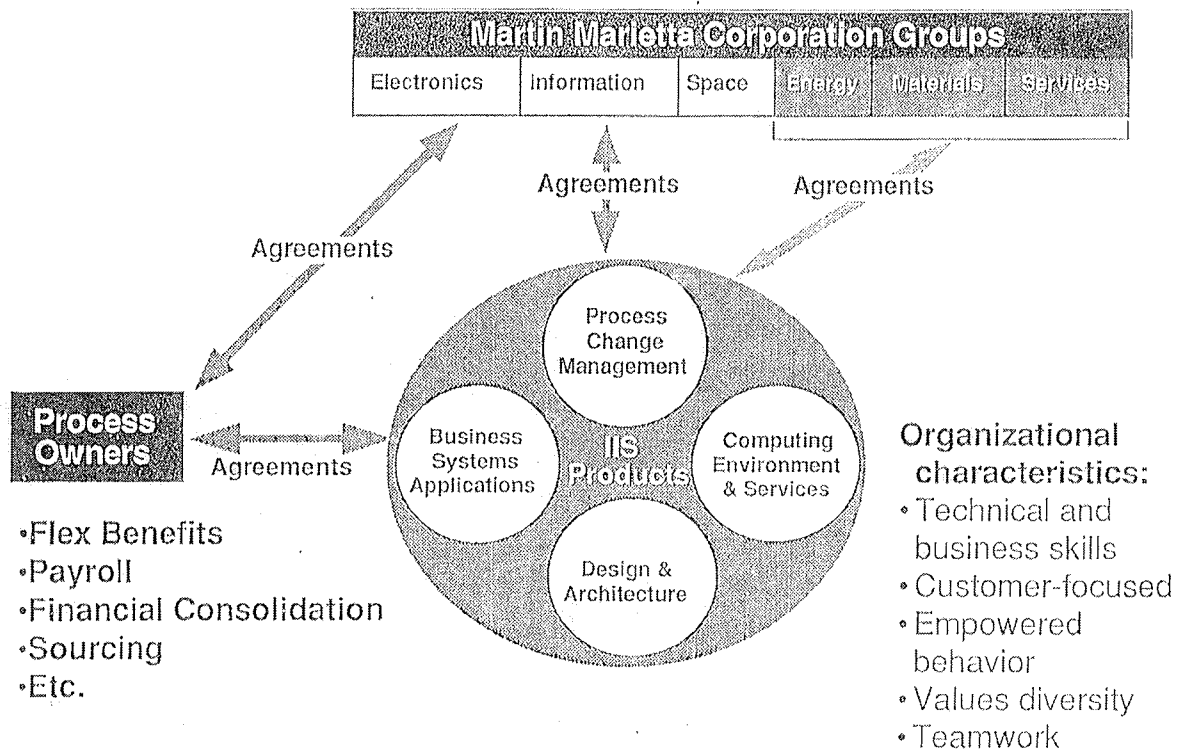 Martin Marietta Corporation Groups
Electronics
Information
Space
Energy
Materials
Services
Agreements
Agreements
Agreements
Process
Change
Management
Process
Owners
Agreements
Business
Systems
Applications
IIS
Products
Computing
Environment
& Services
Design &
Architecture
•Flex Benefits
•Payroll
•Financial Consolidation
•Sourcing
•Etc.
Organizational
characteristics:
•Technical and
business skills
•Customer-focused
•Empowered
behavior
•Values diversity
•Teamwork